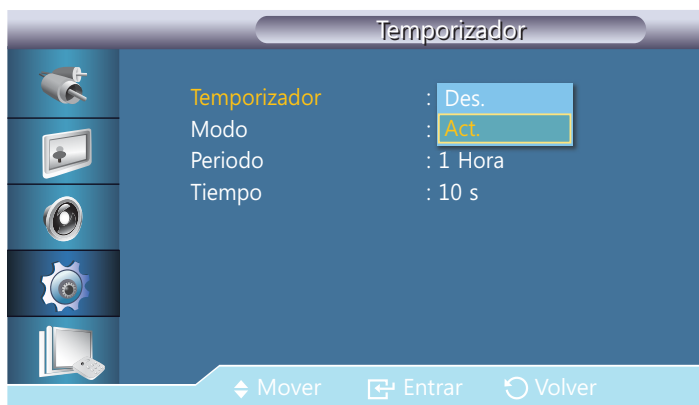 Temporizador
Temporizador : Des.
Modo : Act.
Periodo : 1 Hora
Tiempo : 10 s
Mover Entrar Volver